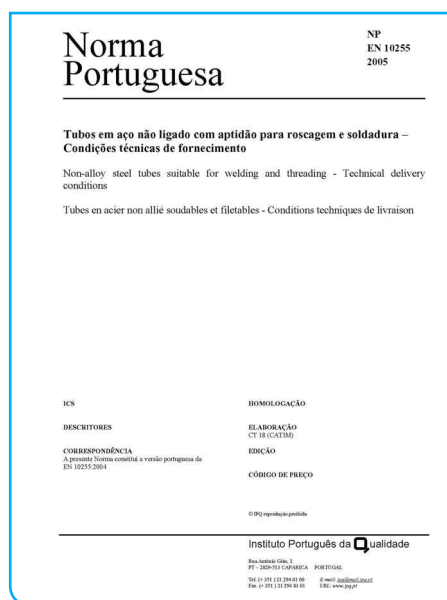 Norma
Portuguesa
NP
EN 10255
2005
Tubos em aço não ligado com aptidão para roscagem e soldadura –
Condições técnicas de fornecimento
Non-alloy steel tubes suitable for welding and threading - Technical delivery
conditions
Tubes en acier non allié soudables et filetables - Conditions techniques de livraison
ICS
DESCRITORES
CORRESPONDÊNCIA
A presente Norma constitui a versão portuguesa da
EN 10255:2004
HOMOLOGAÇÃO
ELABORAÇÃO
CT 18 (CATIM)
EDIÇÃO
CÓDIGO DE PREÇO
© IPQ reprodução proibida
Instituto Português da Qualidade
Rua António Gião, 2
PT – 2829-513 CAPARICA PORTUGAL
Tel. (+ 351 ) 21 294 81 00 E-mail: ipq@mail.ipq.pt
Fax. (+ 351 ) 21 294 81 01 URL: www.ipq.pt